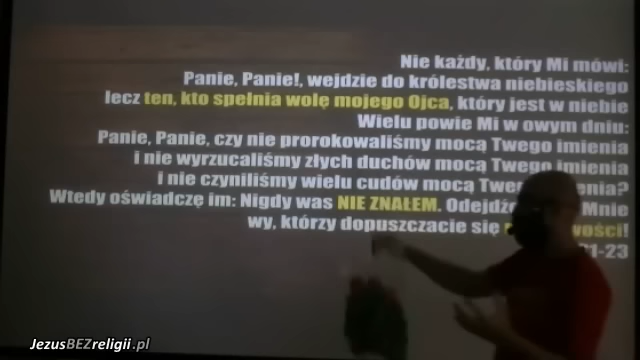 Nie każdy, który Mi mówi:
Panie, Panie!, wejdzie do królestwa niebieskiego
lecz ten, kto spełnia wolę mojego Ojca, który jest w niebie
Wielu powie Mi w owym dniu:
Panie, Panie, czy nie prorokowaliśmy mocą Twego imienia
i nie wyrzucaliśmy złych duchów mocą Twego imienia
i nie czyniliśmy wielu cudów mocą Twego
Wtedy oświadczę im: Nigdy was NIE ZNAŁEM. Mnie
wy, którzy dopuszczacie się
JezusBEZreligii.pl